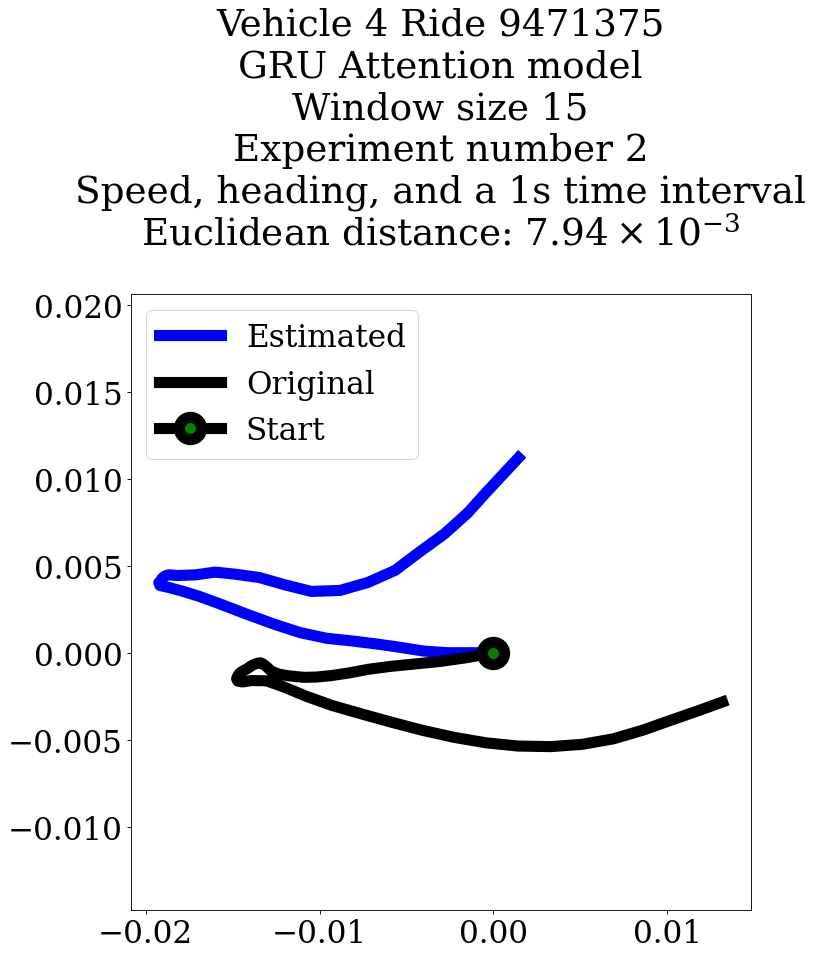 Vehicle 4 Ride 9471375
GRU Attention model
Window size 15
Experiment number 2
Speed, heading, and a 1s time interval
Euclidean distance: 7.94 × 10⁻³
0.020
0.015
0.010
0.005
0.000
−0.005
−0.010
Estimated
Original
Start
−0.02
−0.01
0.00
0.01